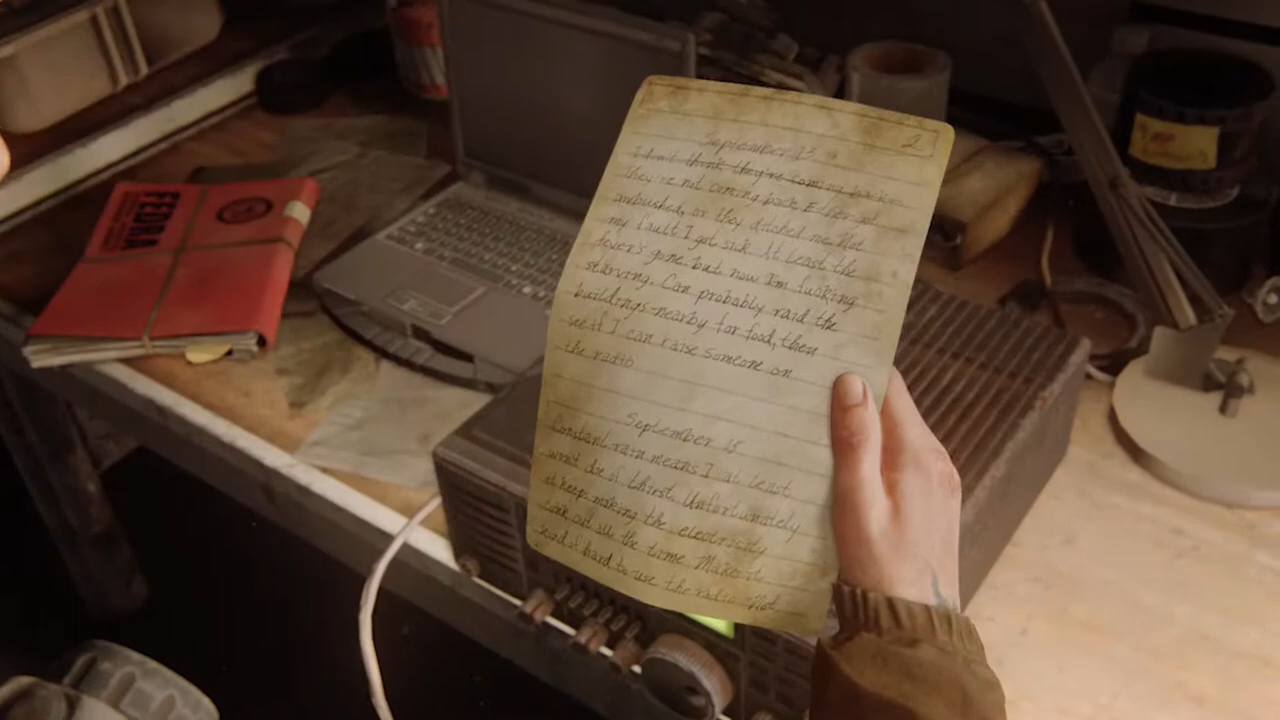 FEDRA
2
September 13
I don't think they're coming back
They're not coming back. Either got
ambushed, or they ditched me. Not
my fault I got sick. At least the
fever's gone. but now I'm fucking
starving. Can probably raid the
buildings nearby for food, then
see if I can raise someone on
the radio
September 15
Constant rain means I at least
won't die of thirst. Unfortunately
it keeps making the electricity
conk out all the time. Makes it
kind of hard to use the radio. Not